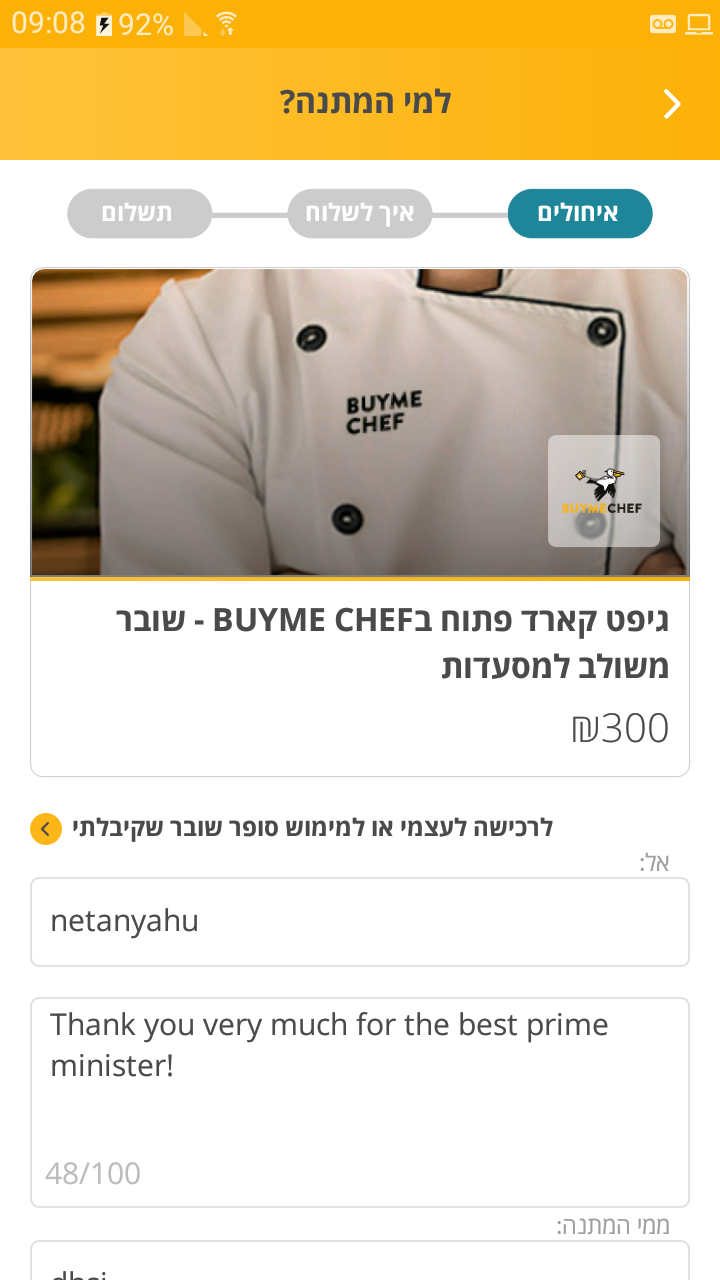 09:08 92%
למי המתנה?
איחולים
איך לשלוח
תשלום
BUYME
CHEF
BUYMECHEF
גיפט קארד פתוח בBUYME CHEF - שובר
משולב למסעדות
₪300
לרכישה לעצמי או למימוש סופר שובר שקיבלתי
אל:
netanyahu
Thank you very much for the best prime
minister!
48/100
ממי המתנה: